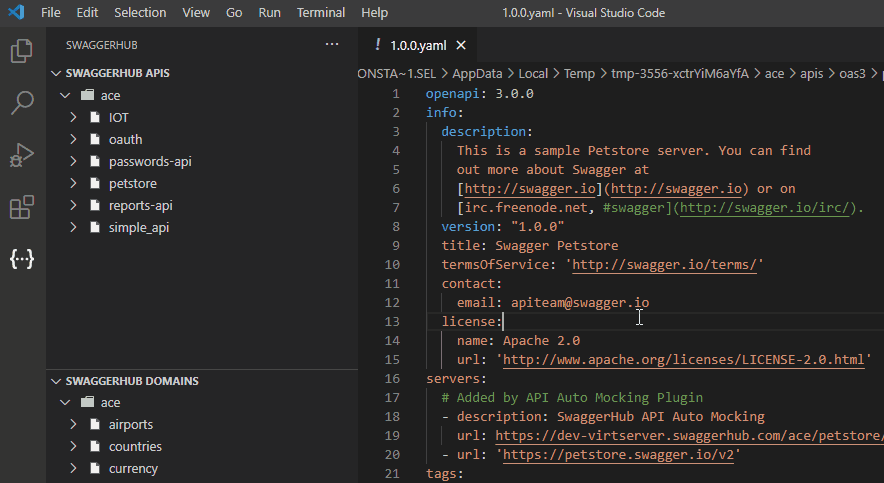 File Edit Selection View Go Run Terminal Help 1.0.0.yaml - Visual Studio Code
SWAGGERHUB ...
SWAGGERHUB APIS
ace
IOT
oauth
passwords-api
petstore
reports-api
simple_api
SWAGGERHUB DOMAINS
ace
airports
countries
currency
! 1.0.0.yaml
ONSTA~1.SEL > AppData > Local > Temp > tmp-3556-xctrYiM6aYfA > ace > apis > oas3 >
1 openapi: 3.0.0
2 info:
3 description:
4 This is a sample Petstore server. You can find
5 out more about Swagger at
6 [http://swagger.io](http://swagger.io) or on
7 [irc.freenode.net, #swagger](http://swagger.io/irc/).
8 version: "1.0.0"
9 title: Swagger Petstore
10 termsOfService: 'http://swagger.io/terms/'
11 contact:
12 email: apiteam@swagger.io
13 license:
14 name: Apache 2.0
15 url: 'http://www.apache.org/licenses/LICENSE-2.0.html'
16 servers:
17 # Added by API Auto Mocking Plugin
18 - description: SwaggerHub API Auto Mocking
19 url: https://dev-virtserver.swaggerhub.com/ace/petstore/
20 - url: 'https://petstore.swagger.io/v2'
21 tags: